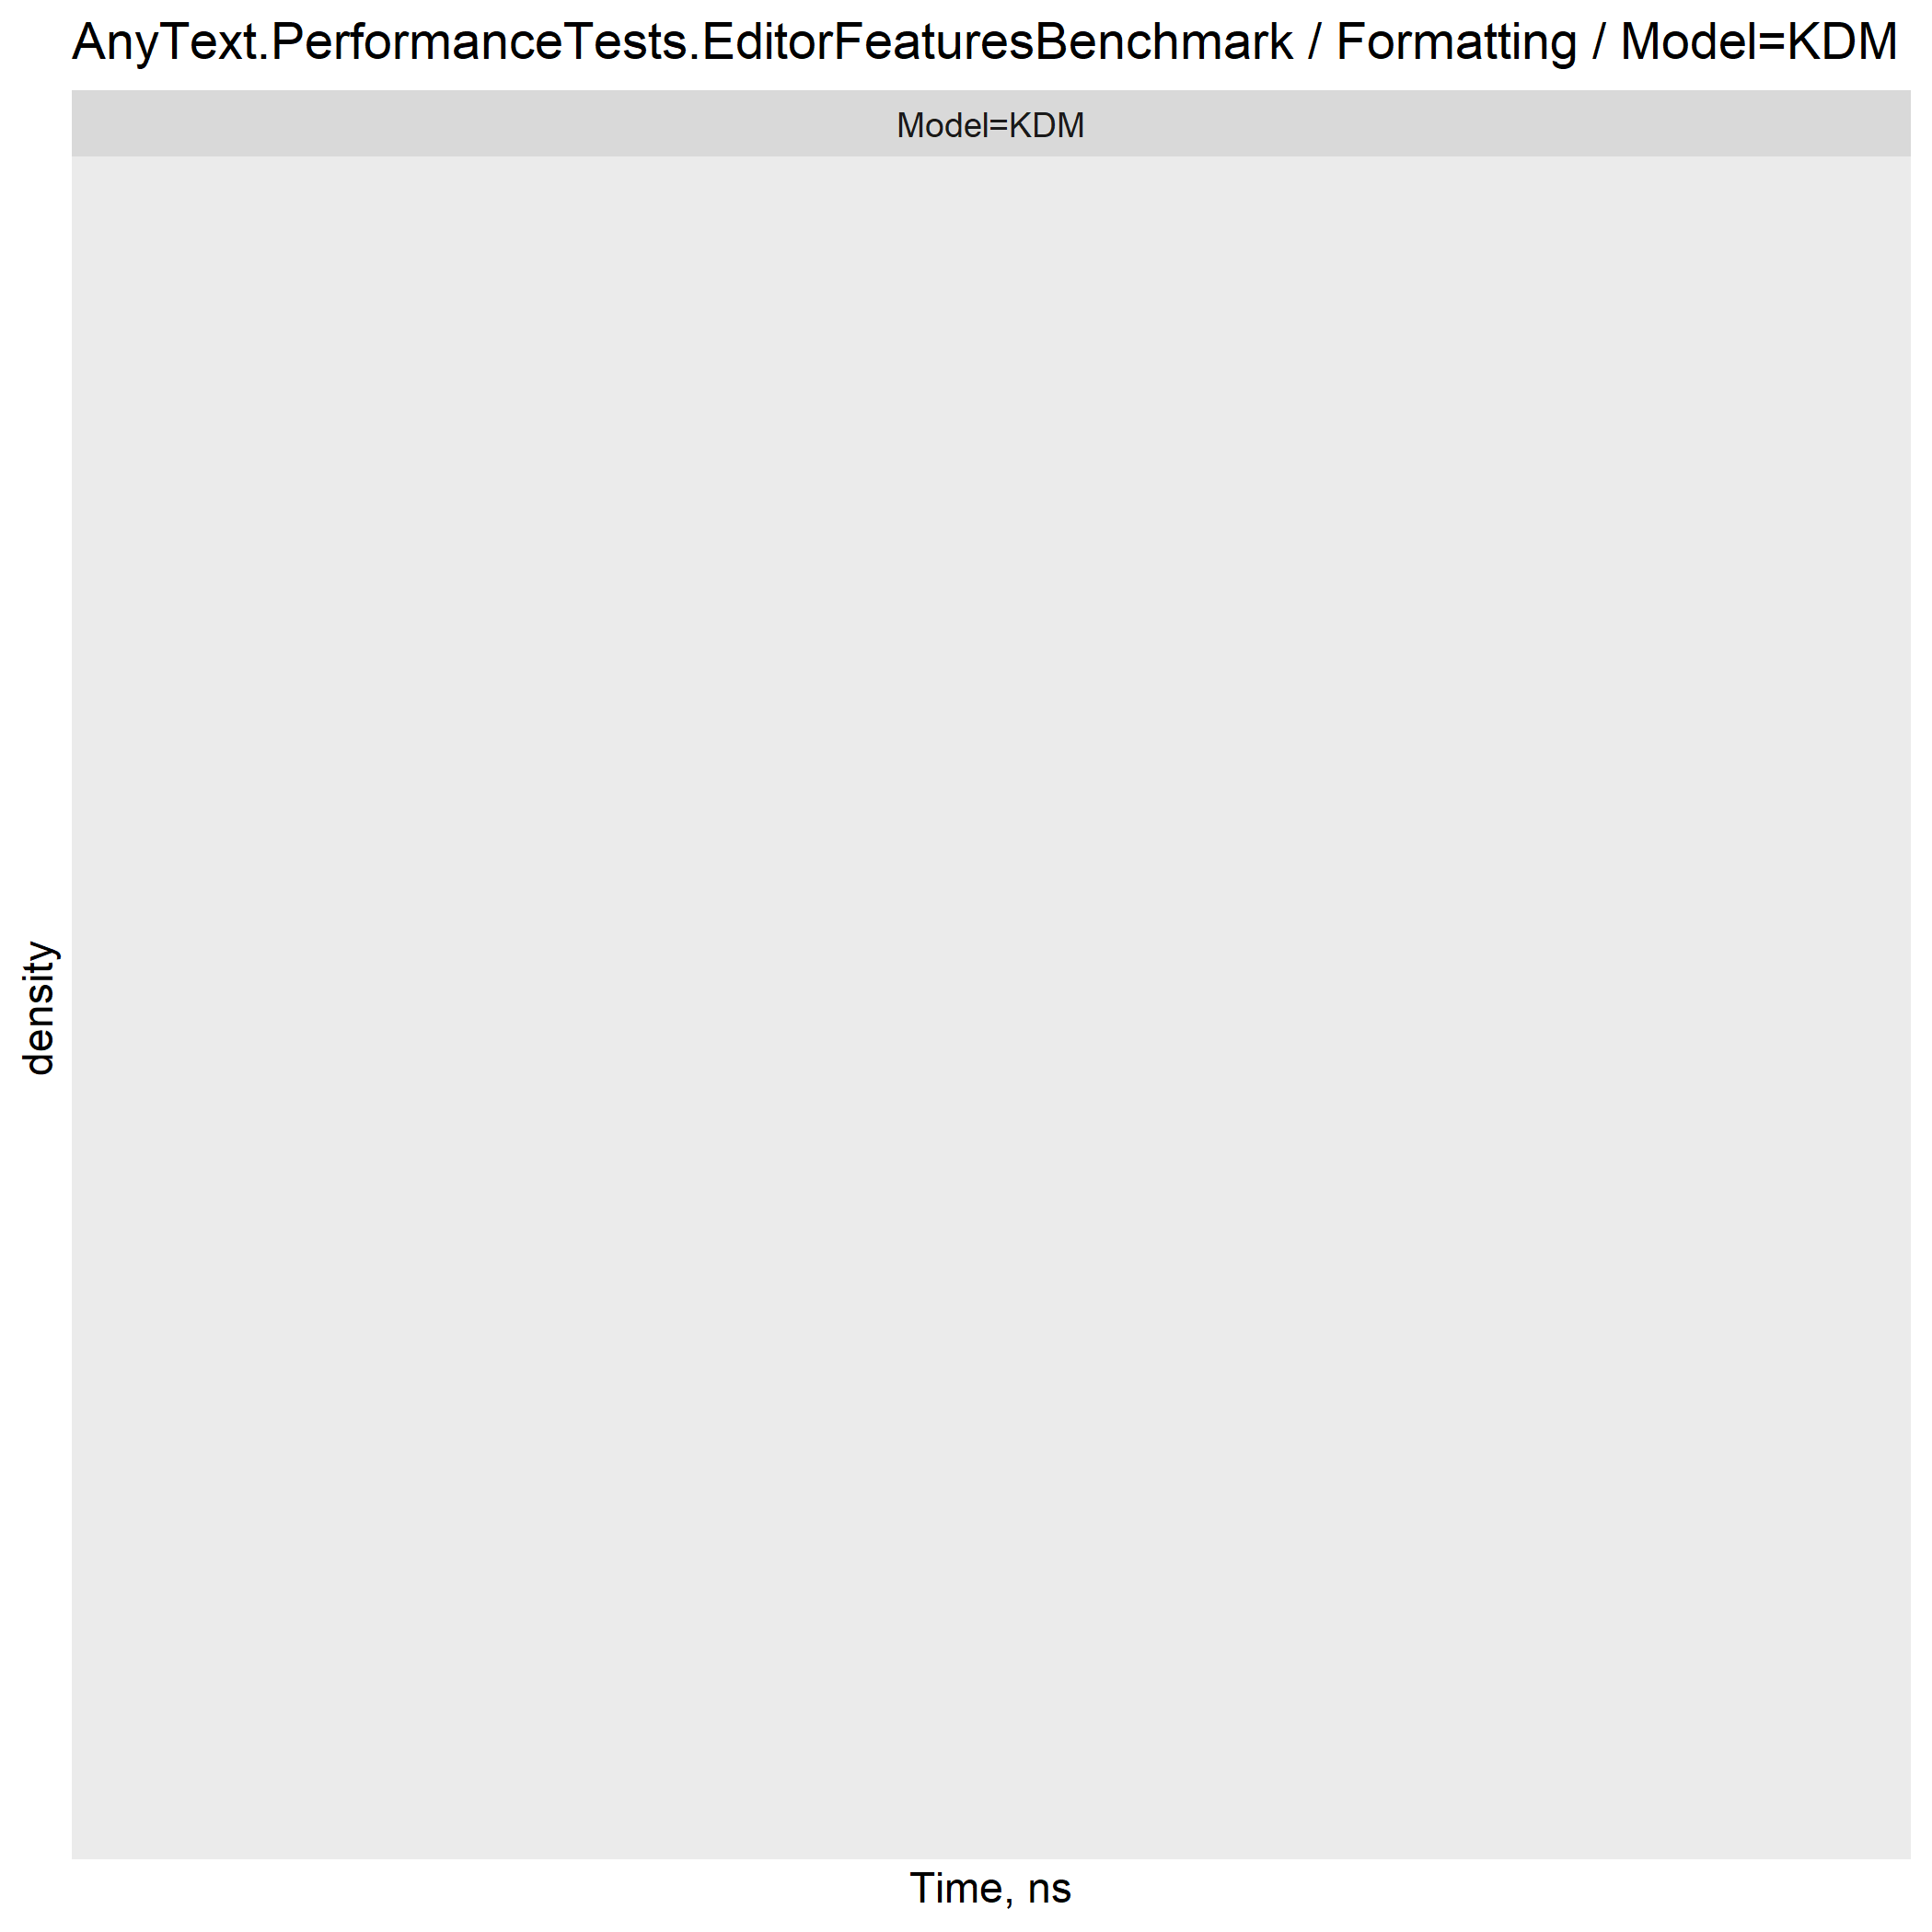 AnyText.PerformanceTests.EditorFeaturesBenchmark / Formatting / Model=KDM
Model=KDM
density
Time, ns